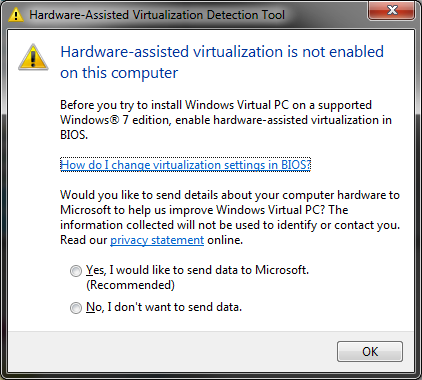 Hardware-Assisted Virtualization Detection Tool
Hardware-assisted virtualization is not enabled
on this computer
Before you try to install Windows Virtual PC on a supported
Windows® 7 edition, enable hardware-assisted virtualization in
BIOS.
How do I change virtualization settings in BIOS?
Would you like to send details about your computer hardware to
Microsoft to help us improve Windows Virtual PC? The
information collected will not be used to identify or contact you.
Read our privacy statement online.
Yes, I would like to send data to Microsoft.
(Recommended)
No, I don't want to send data.
OK